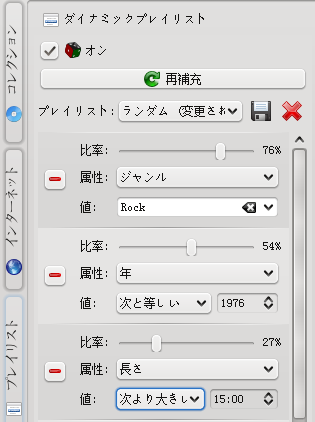 ダイナミックプレイリスト
オン
再補充
プレイリスト: ランダム (変更され
比率: 76%
属性: ジャンル
値: Rock
比率: 54%
属性: 年
値: 次と等しい 1976
比率: 27%
属性: 長さ
値: 次より大きい 15:00
コレクション
インターネット
プレイリスト